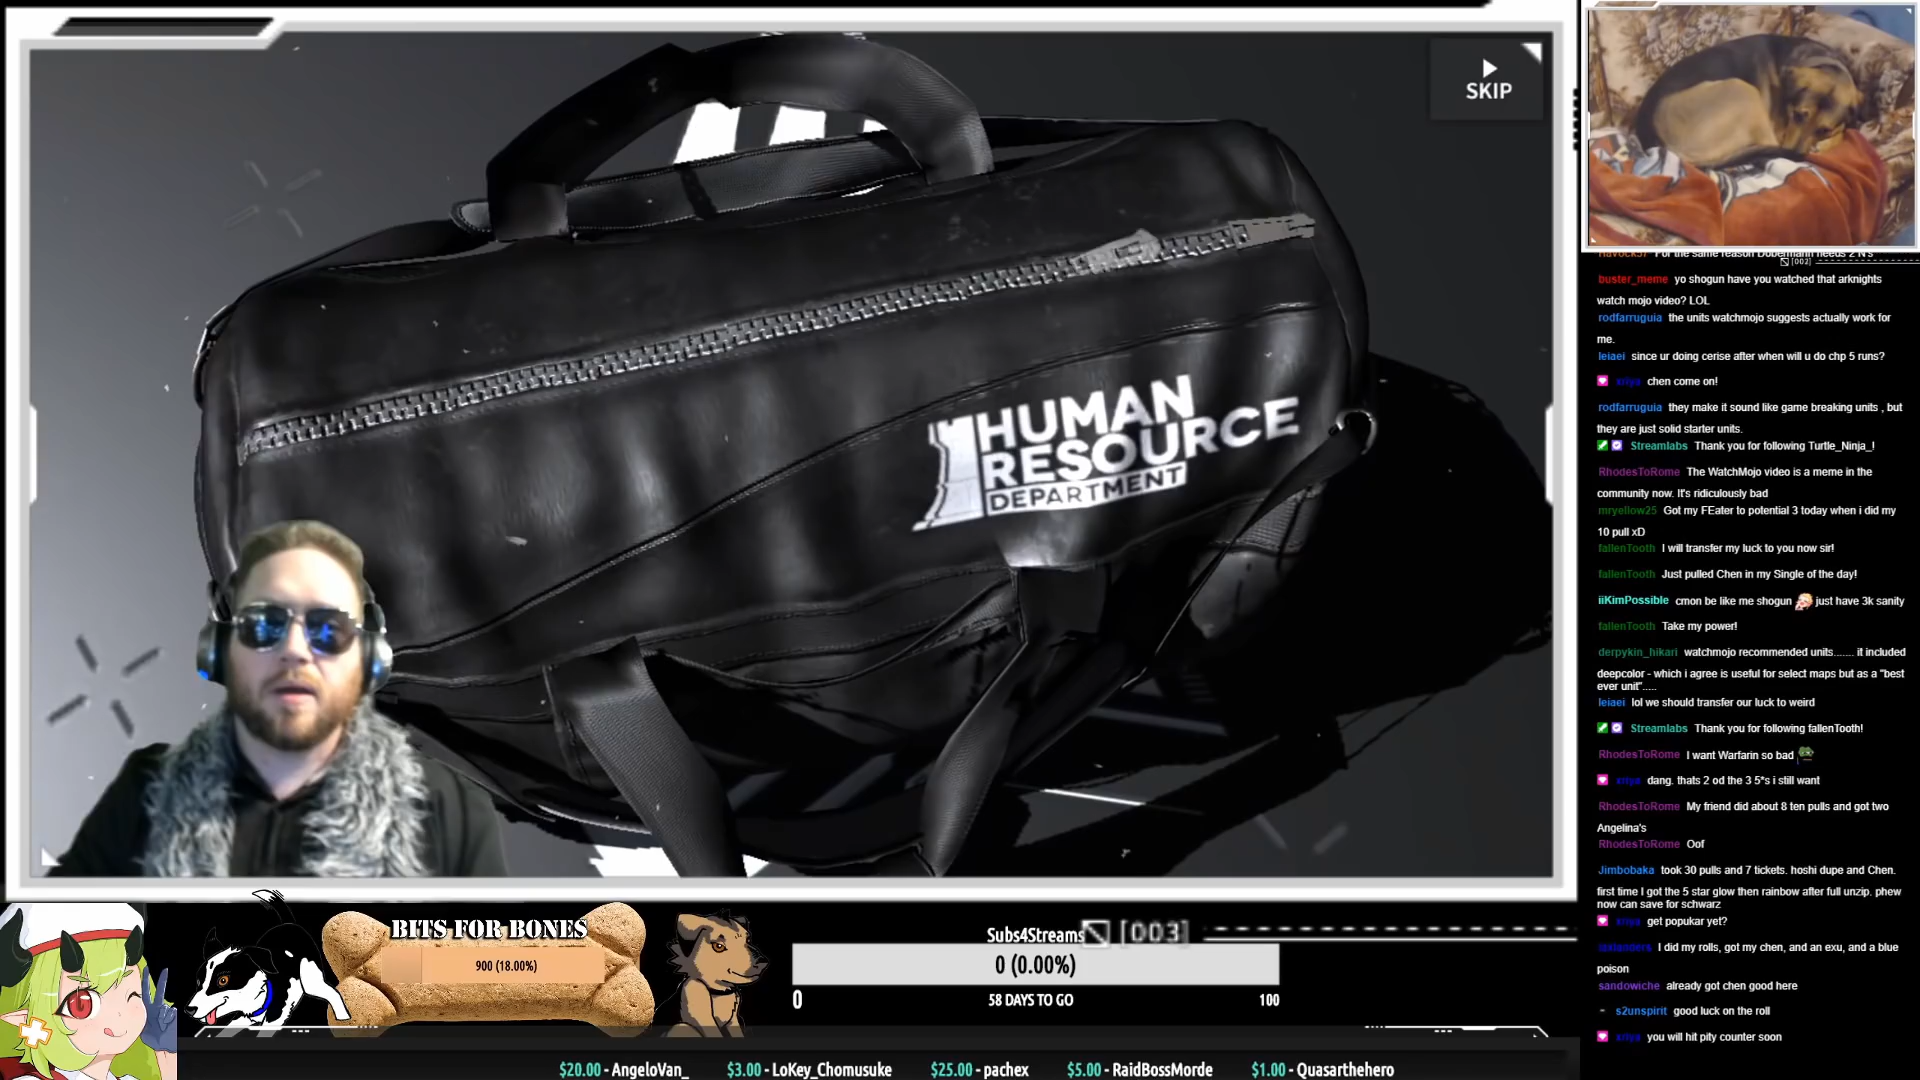 SKIP
HUMAN
RESOURCE
DEPARTMENT
[002]
buster_meme yo shogun have you watched that arknights
watch mojo video? LOL
rodfarruguia the units watchmojo suggests actually work for
me.
leiaei since ur doing cerise after when will u do chp 5 runs?
xriya chen come on!
rodfarruguia they make it sound like game breaking units , but
they are just solid starter units.
Streamlabs Thank you for following Turtle_Ninja_!
RhodesToRome The WatchMojo video is a meme in the
community now. It's ridiculously bad
mryellow25 Got my FEater to potential 3 today when i did my
10 pull xD
fallenTooth I will transfer my luck to you now sir!
fallenTooth Just pulled Chen in my Single of the day!
iiKimPossible cmon be like me shogun just have 3k sanity
fallenTooth Take my power!
derpykin_hikari watchmojo recommended units....... it included
deepcolor - which i agree is useful for select maps but as a "best
ever unit".....
leiaei lol we should transfer our luck to weird
Streamlabs Thank you for following fallenTooth!
RhodesToRome I want Warfarin so bad
xriya dang. thats 2 od the 3 5*s i still want
RhodesToRome My friend did about 8 ten pulls and got two
Angelina's
RhodesToRome Oof
Jimbobaka took 30 pulls and 7 tickets. hoshi dupe and Chen.
first time I got the 5 star glow then rainbow after full unzip. phew
now can save for schwarz
xriya get popukar yet?
I did my rolls, got my chen, and an exu, and a blue
poison
sandowiche already got chen good here
s2unspirit good luck on the roll
xriya you will hit pity counter soon
BITS FOR BONES
900 (18.00%)
Subs4Streams [003]
0 (0.00%)
0 58 DAYS TO GO 100
$20.00 - AngeloVan_ $3.00 - LoKey_Chomusuke $25.00 - pachex $5.00 - RaidBossMorde $1.00 - Quasarthehero